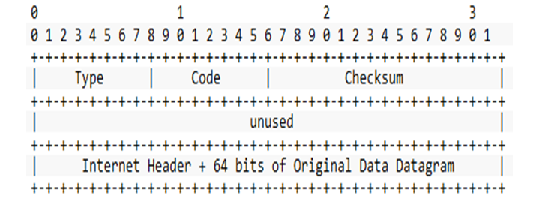 0                   1                   2                   3
0 1 2 3 4 5 6 7 8 9 0 1 2 3 4 5 6 7 8 9 0 1 2 3 4 5 6 7 8 9 0 1
+-+-+-+-+-+-+-+-+-+-+-+-+-+-+-+-+-+-+-+-+-+-+-+-+-+-+-+-+-+-+-+-+
|     Type      |     Code      |          Checksum             |
+-+-+-+-+-+-+-+-+-+-+-+-+-+-+-+-+-+-+-+-+-+-+-+-+-+-+-+-+-+-+-+-+
|                             unused                            |
+-+-+-+-+-+-+-+-+-+-+-+-+-+-+-+-+-+-+-+-+-+-+-+-+-+-+-+-+-+-+-+-+
|      Internet Header + 64 bits of Original Data Datagram      |
+-+-+-+-+-+-+-+-+-+-+-+-+-+-+-+-+-+-+-+-+-+-+-+-+-+-+-+-+-+-+-+-+